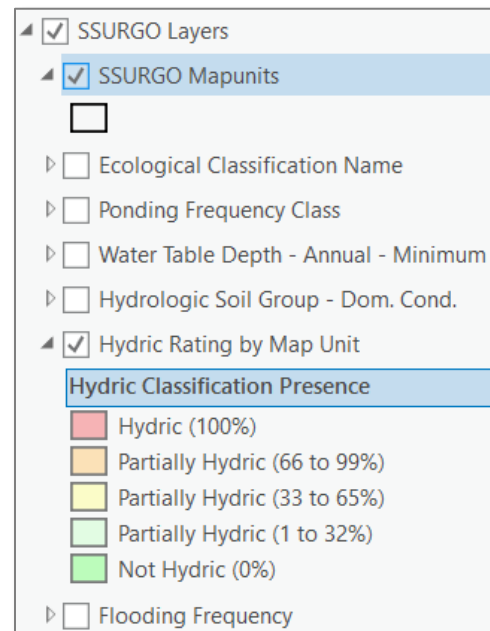 SSURGO Layers
SSURGO Mapunits
Ecological Classification Name
Ponding Frequency Class
Water Table Depth - Annual - Minimum
Hydrologic Soil Group - Dom. Cond.
Hydric Rating by Map Unit
Hydric Classification Presence
Hydric (100%)
Partially Hydric (66 to 99%)
Partially Hydric (33 to 65%)
Partially Hydric (1 to 32%)
Not Hydric (0%)
Flooding Frequency